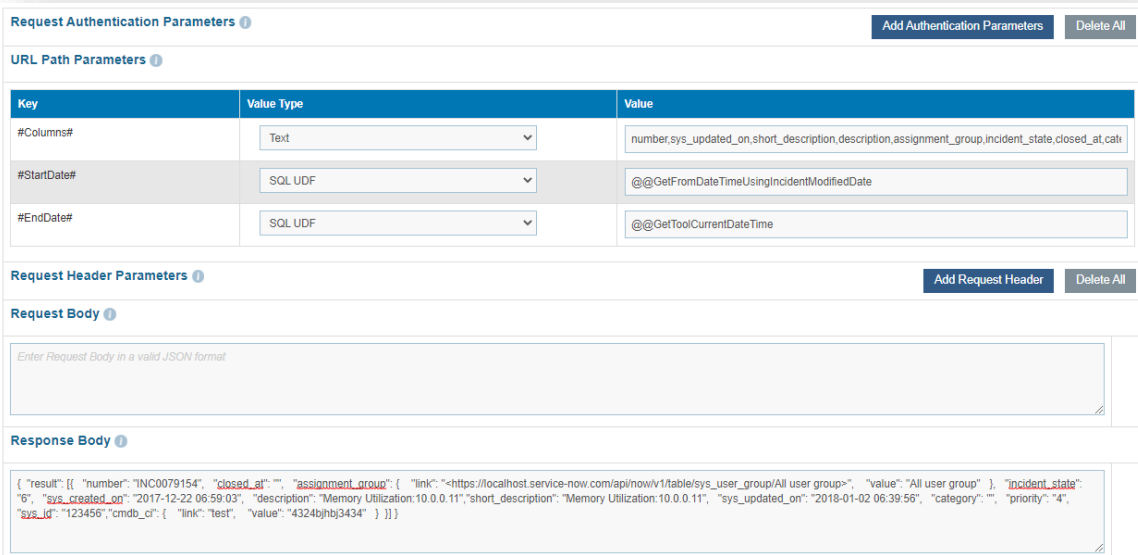 Request Authentication Parameters i Add Authentication Parameters Delete All
URL Path Parameters i
Key Value Type Value
#Columns# Text number,sys_updated_on,short_description,description,assignment_group,incident_state,closed_at,cate
#StartDate# SQL UDF @@GetFromDateTimeUsingIncidentModifiedDate
#EndDate# SQL UDF @@GetToolCurrentDateTime
Request Header Parameters i Add Request Header Delete All
Request Body i
Enter Request Body in a valid JSON format
Response Body i
{ "result": [{ "number": "INC0079154", "closed_at": "", "assignment_group": { "link": "<https://localhost.service-now.com/api/now/v1/table/sys_user_group/All user group>", "value": "All user group" }, "incident_state":
"6", "sys_created_on": "2017-12-22 06:59:03", "description": "Memory Utilization:10.0.0.11","short_description": "Memory Utilization:10.0.0.11", "sys_updated_on": "2018-01-02 06:39:56", "category": "", "priority": "4",
"sys_id": "123456","cmdb_ci": { "link": "test", "value": "4324bjhbj3434" } }] }